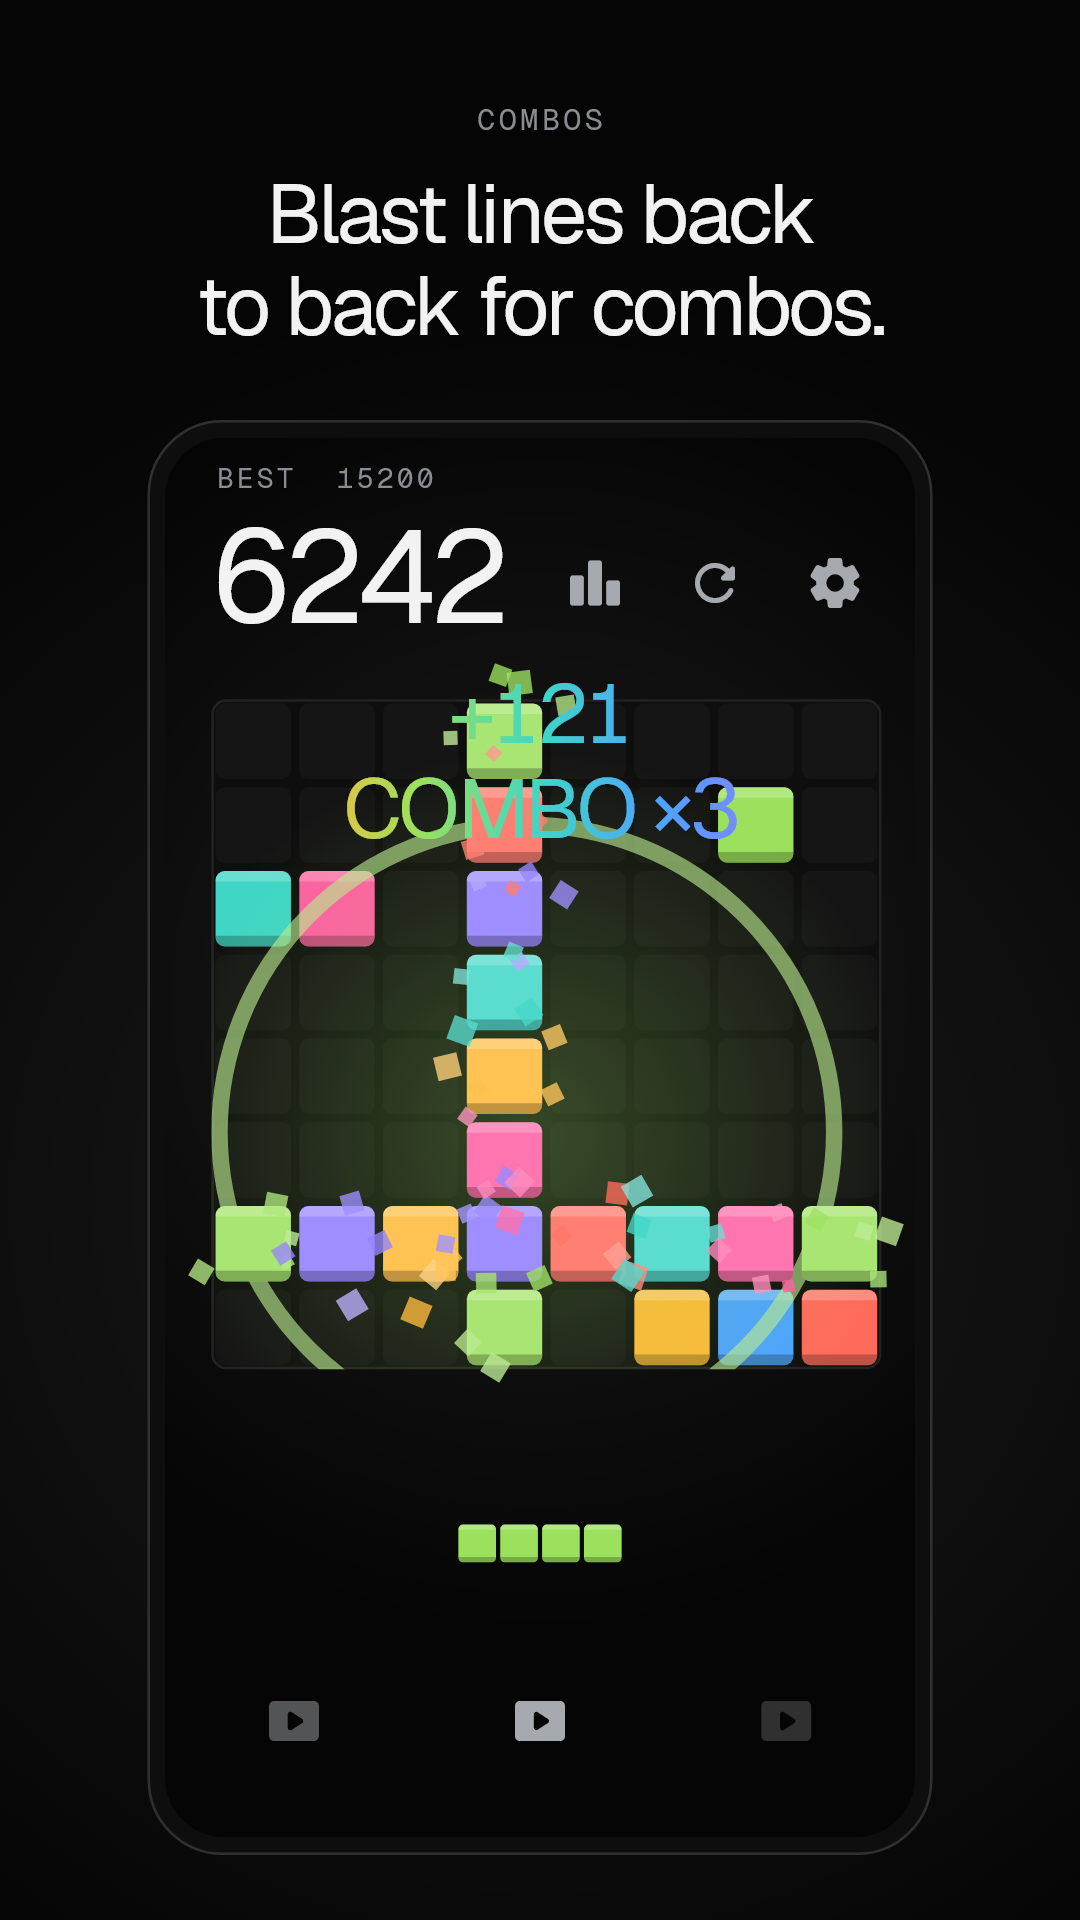 COMBOS
Blast lines back
to back for combos.
BEST 15200
6242
+121
COMBO ×3